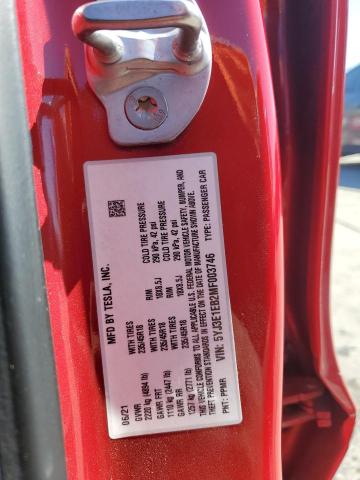 MFD BY TESLA, INC.
06/21
GVWR
2220 kg (4894 lb)
GAWR FRT WITH TIRES RIM COLD TIRE PRESSURE
1110 kg (2447 lb) 235/45R18 18X8.5J 290 kPa, 42 psi
GAWR RR WITH TIRES RIM COLD TIRE PRESSURE
1257 kg (2771 lb) 235/45R18 18X8.5J 290 kPa, 42 psi
THIS VEHICLE CONFORMS TO ALL APPLICABLE FEDERAL MOTOR VEHICLE SAFETY, BUMPER, AND
THEFT PREVENTION STANDARDS IN EFFECT ON THE DATE OF MANUFACTURE SHOWN ABOVE.
VIN: 5YJ3E1EB2MF003746 TYPE: PASSENGER CAR
PNT: PPMR